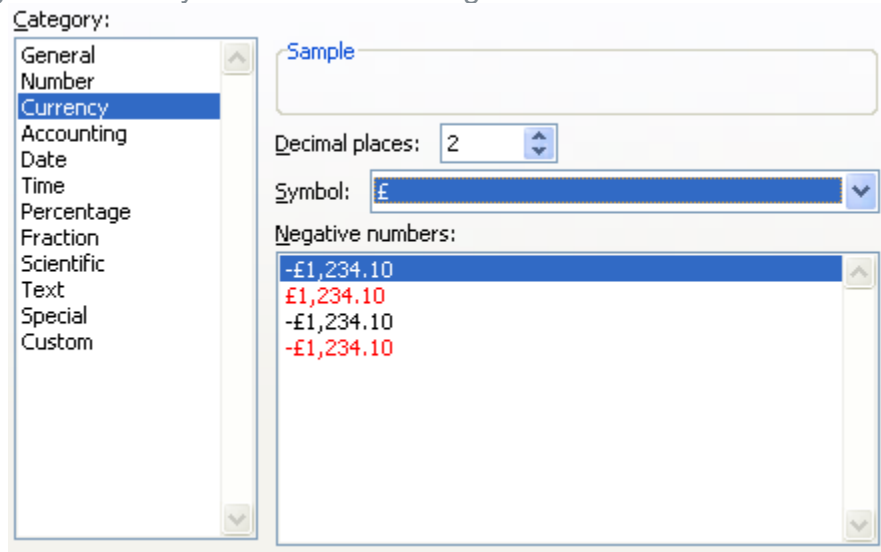 Category:
General
Number
Currency
Accounting
Date
Time
Percentage
Fraction
Scientific
Text
Special
Custom
Sample
Decimal places: 2
Symbol: £
Negative numbers:
-£1,234.10
£1,234.10
-£1,234.10
-£1,234.10